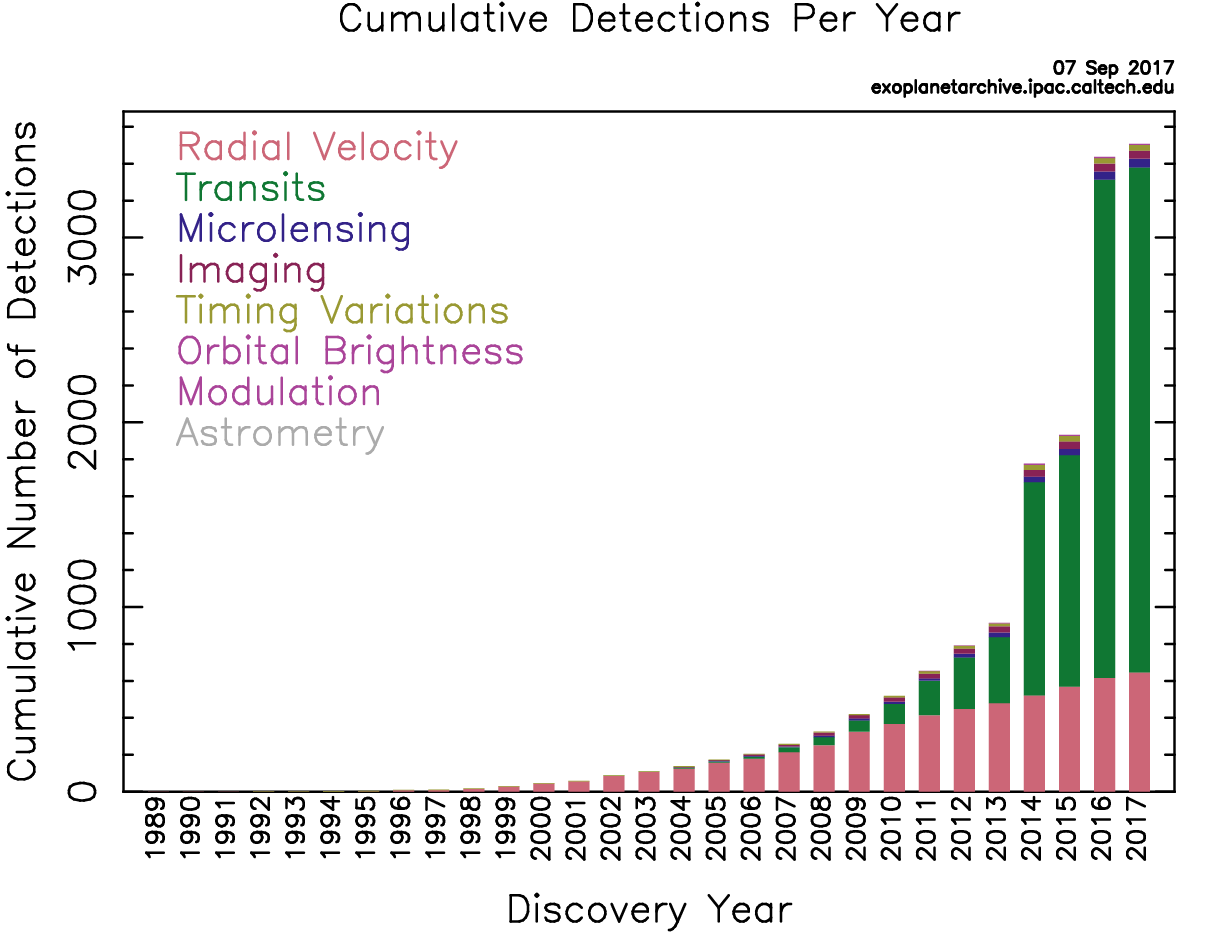 Cumulative Detections Per Year
07 Sep 2017
exoplanetarchive.ipac.caltech.edu
Cumulative Number of Detections
3000
2000
1000
0
Radial Velocity
Transits
Microlensing
Imaging
Timing Variations
Orbital Brightness
Modulation
Astrometry
1989 1990 1991 1992 1993 1994 1995 1996 1997 1998 1999 2000 2001 2002 2003 2004 2005 2006 2007 2008 2009 2010 2011 2012 2013 2014 2015 2016 2017
Discovery Year